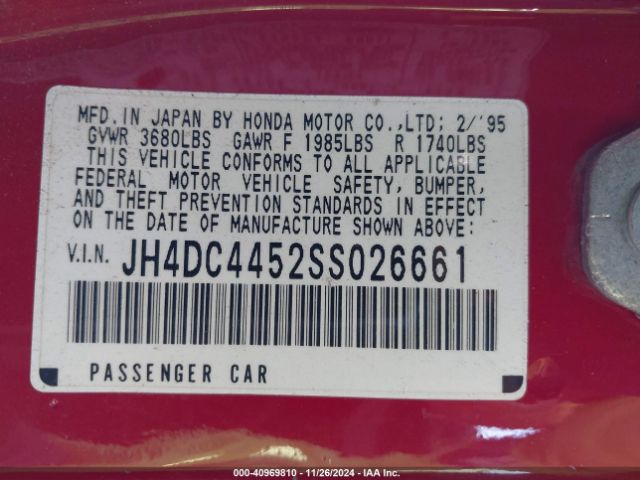 MFD. IN JAPAN BY HONDA MOTOR CO.,LTD; 2/'95
GVWR 3680LBS GAWR F 1985LBS R 1740LBS
THIS VEHICLE CONFORMS TO ALL APPLICABLE
FEDERAL MOTOR VEHICLE SAFETY, BUMPER,
AND THEFT PREVENTION STANDARDS IN EFFECT
ON THE DATE OF MANUFACTURE SHOWN ABOVE:
V.I.N. JH4DC4452SS026661
PASSENGER CAR
000-40969810 - 11/26/2024 - IAA Inc.